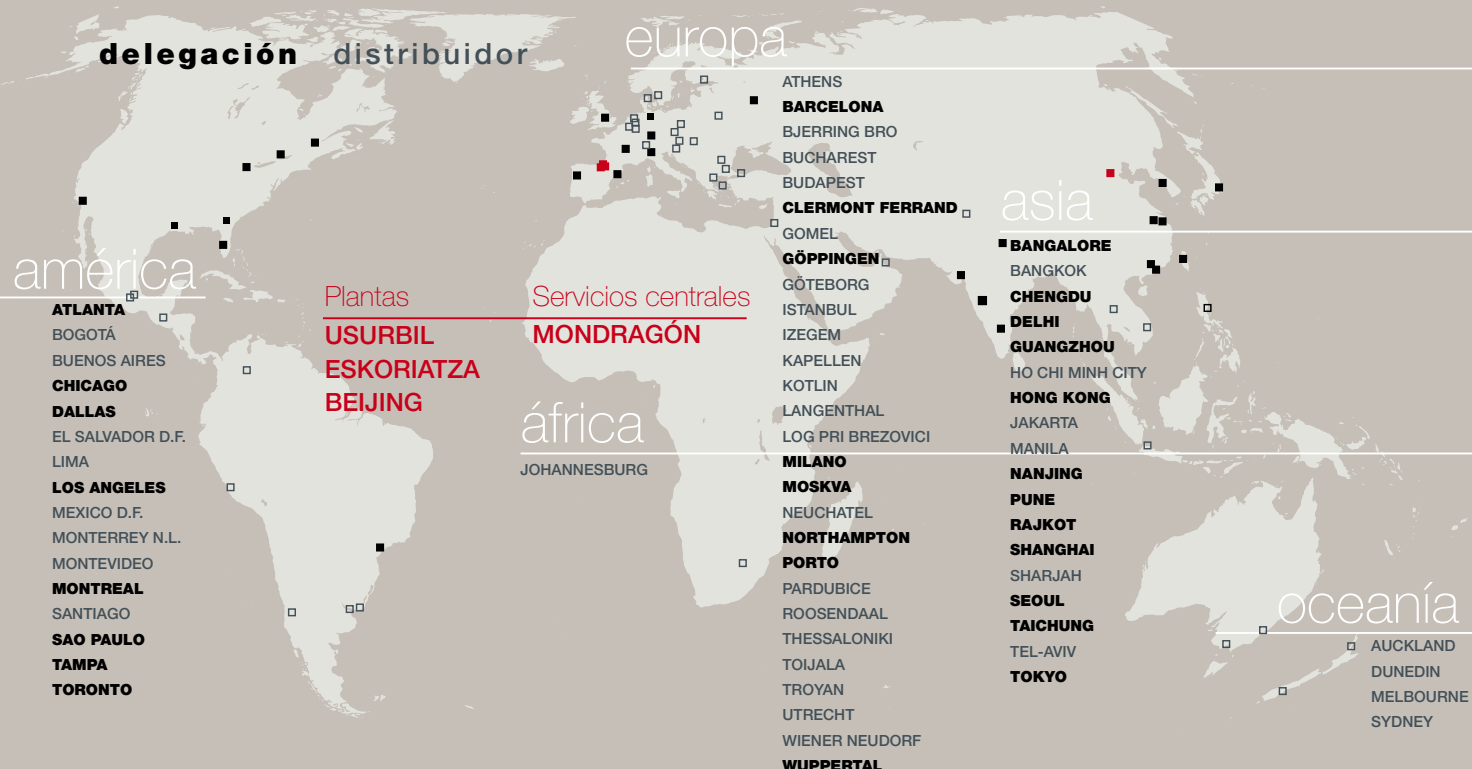 delegación distribuidor
europa
ATHENS
BARCELONA
BJERRING BRO
BUCHAREST
BUDAPEST
CLERMONT FERRAND
GOMEL
GÖPPINGEN
GÖTEBORG
ISTANBUL
IZEGEM
KAPELLEN
KOTLIN
LANGENTHAL
LOG PRI BREZOVICI
MILANO
MOSKVA
NEUCHATEL
NORTHAMPTON
PORTO
PARDUBICE
ROOSENDAAL
THESSALONIKI
TOIJALA
TROYAN
UTRECHT
WIENER NEUDORF
WUPPERTAL
asia
BANGALORE
BANGKOK
CHENGDU
DELHI
GUANGZHOU
HO CHI MINH CITY
HONG KONG
JAKARTA
MANILA
NANJING
PUNE
RAJKOT
SHANGHAI
SHARJAH
SEOUL
TAICHUNG
TEL-AVIV
TOKYO
américa
ATLANTA
BOGOTÁ
BUENOS AIRES
CHICAGO
DALLAS
EL SALVADOR D.F.
LIMA
LOS ANGELES
MEXICO D.F.
MONTERREY N.L.
MONTEVIDEO
MONTREAL
SANTIAGO
SAO PAULO
TAMPA
TORONTO
Plantas
USURBIL
ESKORIATZA
BEIJING
Servicios centrales
MONDRAGÓN
áfrica
JOHANNESBURG
oceanía
AUCKLAND
DUNEDIN
MELBOURNE
SYDNEY